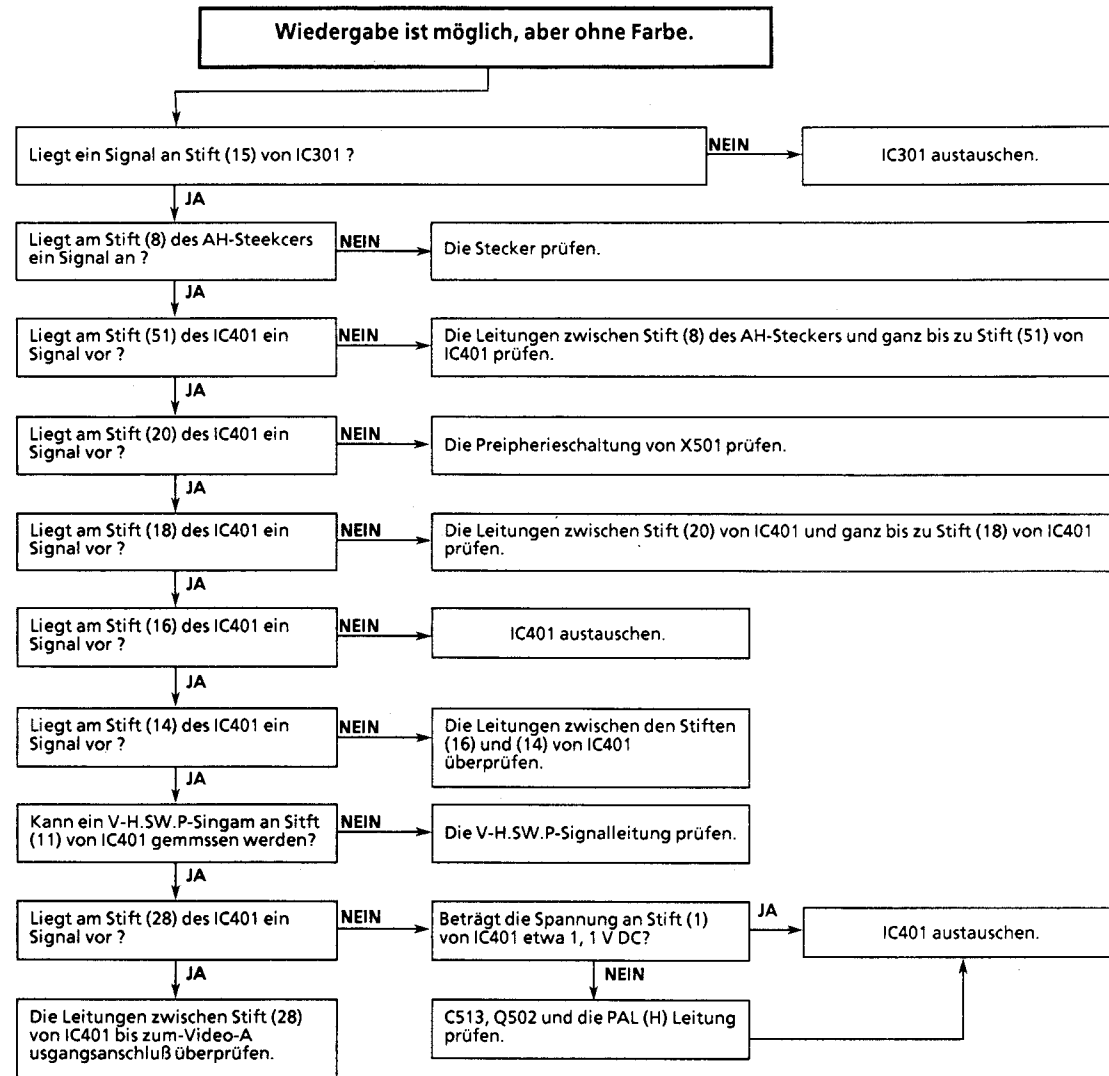 Wiedergabe ist möglich, aber ohne Farbe.
Liegt ein Signal an Stift (15) von IC301 ?
NEIN
IC301 austauschen.
JA
Liegt am Stift (8) des AH-Steekcers
ein Signal an ?
NEIN
Die Stecker prüfen.
JA
Liegt am Stift (51) des IC401 ein
Signal vor ?
NEIN
Die Leitungen zwischen Stift (8) des AH-Steckers und ganz bis zu Stift (51) von
IC401 prüfen.
JA
Liegt am Stift (20) des IC401 ein
Signal vor ?
NEIN
Die Preipherieschaltung von X501 prüfen.
JA
Liegt am Stift (18) des IC401 ein
Signal vor ?
NEIN
Die Leitungen zwischen Stift (20) von IC401 und ganz bis zu Stift (18) von IC401
prüfen.
JA
Liegt am Stift (16) des IC401 ein
Signal vor ?
NEIN
IC401 austauschen.
JA
Liegt am Stift (14) des IC401 ein
Signal vor ?
NEIN
Die Leitungen zwischen den Stiften
(16) und (14) von IC401
überprüfen.
JA
Kann ein V-H.SW.P-Singam an Sitft
(11) von IC401 gemmssen werden?
NEIN
Die V-H.SW.P-Signalleitung prüfen.
JA
Liegt am Stift (28) des IC401 ein
Signal vor ?
NEIN
Beträgt die Spannung an Stift (1)
von IC401 etwa 1, 1 V DC?
JA
IC401 austauschen.
JA
NEIN
Die Leitungen zwischen Stift (28)
von IC401 bis zum-Video-A
usgangsanschluß überprüfen.
C513, Q502 und die PAL (H) Leitung
prüfen.